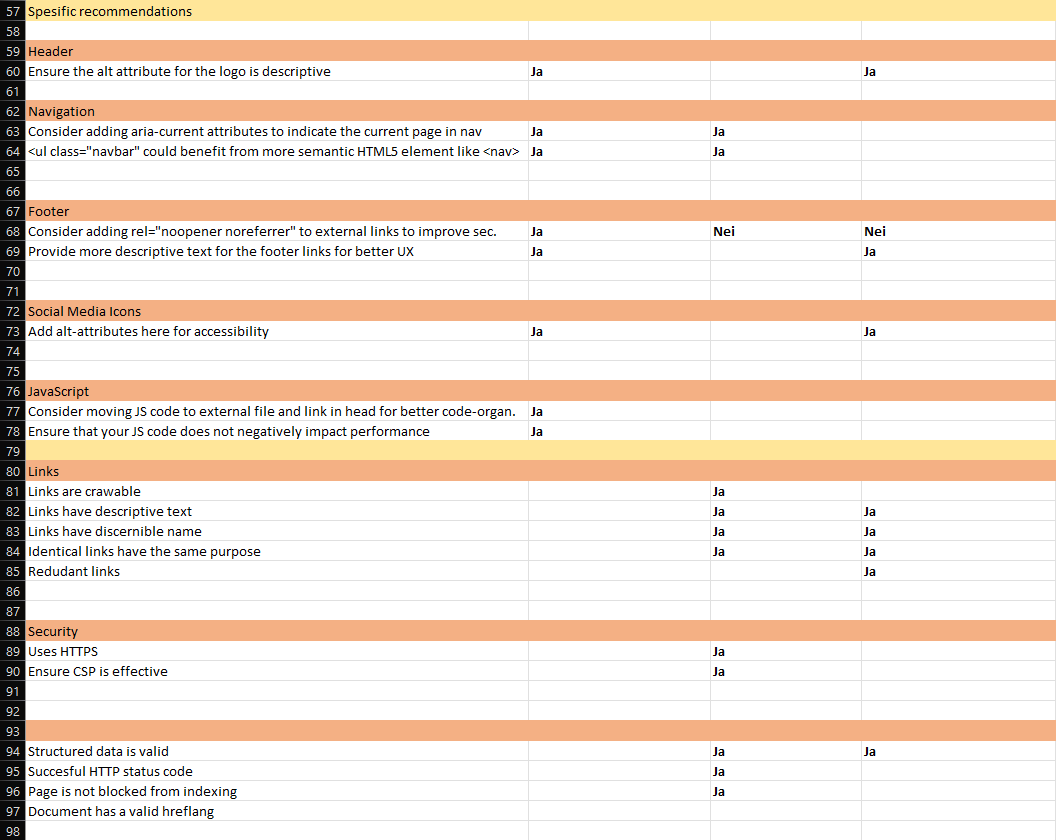 57 Spesific recommendations
58
59 Header
60 Ensure the alt attribute for the logo is descriptive Ja Ja
61
62 Navigation
63 Consider adding aria-current attributes to indicate the current page in nav Ja Ja
64 <ul class="navbar" could benefit from more semantic HTML5 element like <nav> Ja Ja
65
66
67 Footer
68 Consider adding rel="noopener noreferrer" to external links to improve sec. Ja Nei Nei
69 Provide more descriptive text for the footer links for better UX Ja Ja
70
71
72 Social Media Icons
73 Add alt-attributes here for accessibility Ja Ja
74
75
76 JavaScript
77 Consider moving JS code to external file and link in head for better code-organ. Ja
78 Ensure that your JS code does not negatively impact performance Ja
79
80 Links
81 Links are crawable Ja
82 Links have descriptive text Ja Ja
83 Links have discernible name Ja Ja
84 Identical links have the same purpose Ja Ja
85 Redudant links Ja
86
87
88 Security
89 Uses HTTPS Ja
90 Ensure CSP is effective Ja
91
92
93
94 Structured data is valid Ja Ja
95 Succesful HTTP status code Ja
96 Page is not blocked from indexing Ja
97 Document has a valid hreflang
98